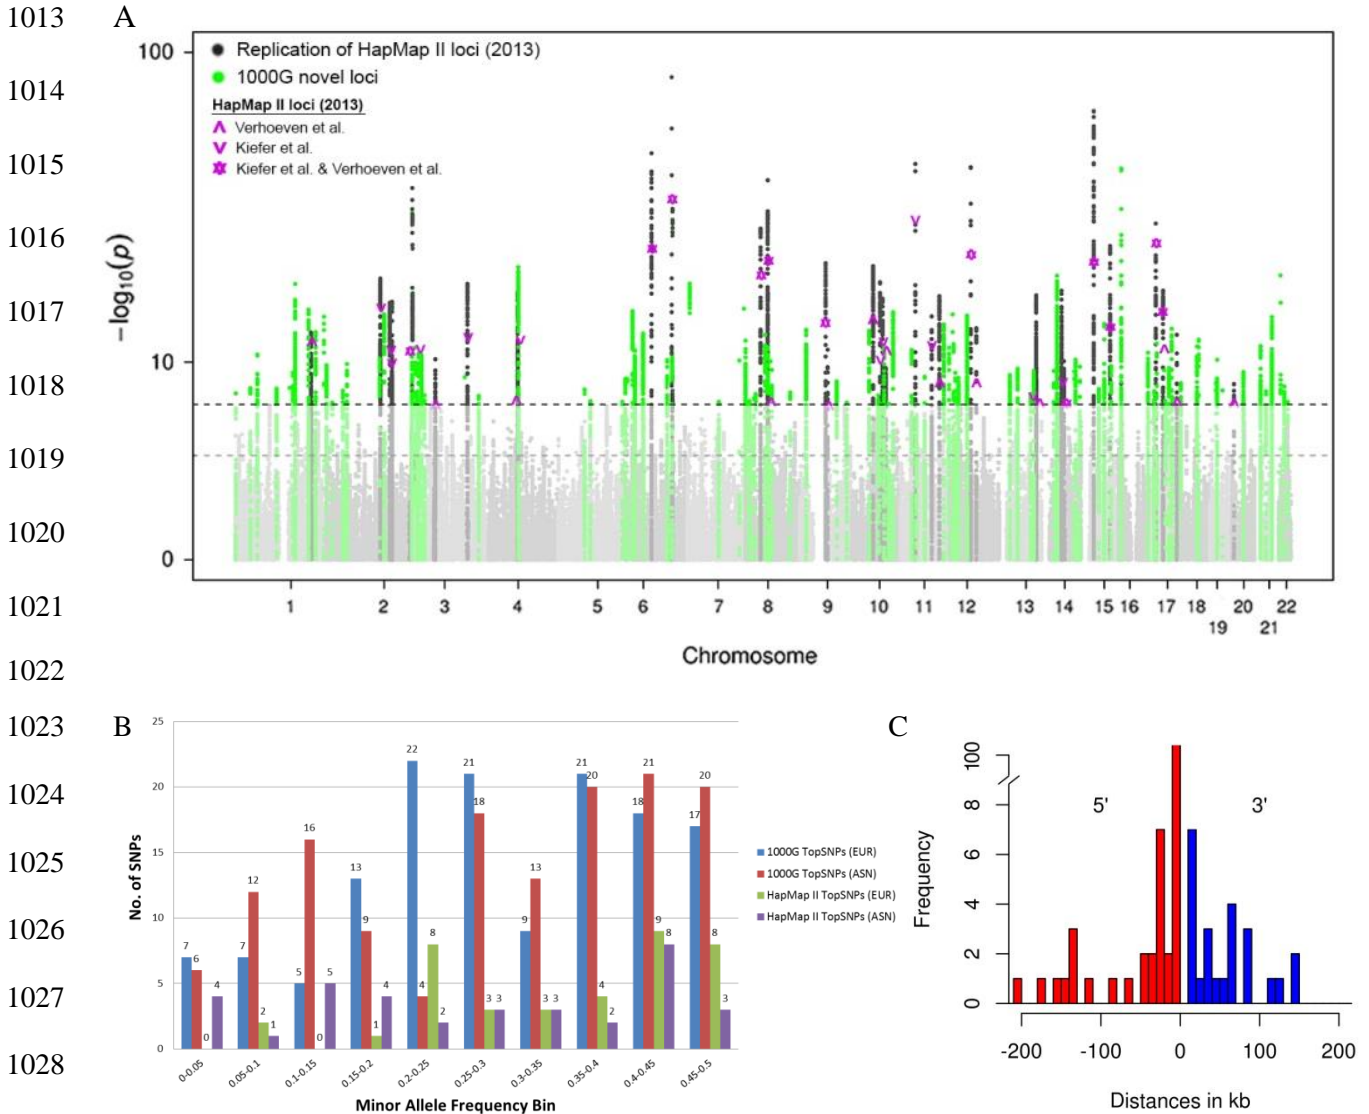 1013
1014
1015
1016
1017
1018
1019
1020
1021
1022
1023
1024
1025
1026
1027
1028
A
100
10
0
−log10(p)
Replication of HapMap II loci (2013)
1000G novel loci
HapMap II loci (2013)
Verhoeven et al.
Kiefer et al.
Kiefer et al. & Verhoeven et al.
1 2 3 4 5 6 7 8 9 10 11 12 13 14 15 16 17 18 19 20 21 22
Chromosome
B
25
20
15
10
5
0
No. of SNPs
7 6 0 4
7 12 2 1
5 16 0 5
13 9 1 4
22 4 8 2
21 18 3 3
9 13 3 3
21 20 4 2
18 21 9 8
17 20 8 3
0-0.05 0.05-0.1 0.1-0.15 0.15-0.2 0.2-0.25 0.25-0.3 0.3-0.35 0.35-0.4 0.4-0.45 0.45-0.5
Minor Allele Frequency Bin
1000G TopSNPs (EUR)
1000G TopSNPs (ASN)
HapMap II TopSNPs (EUR)
HapMap II TopSNPs (ASN)
C
100
8
6
4
2
0
Frequency
5' 3'
-200 -100 0 100 200
Distances in kb